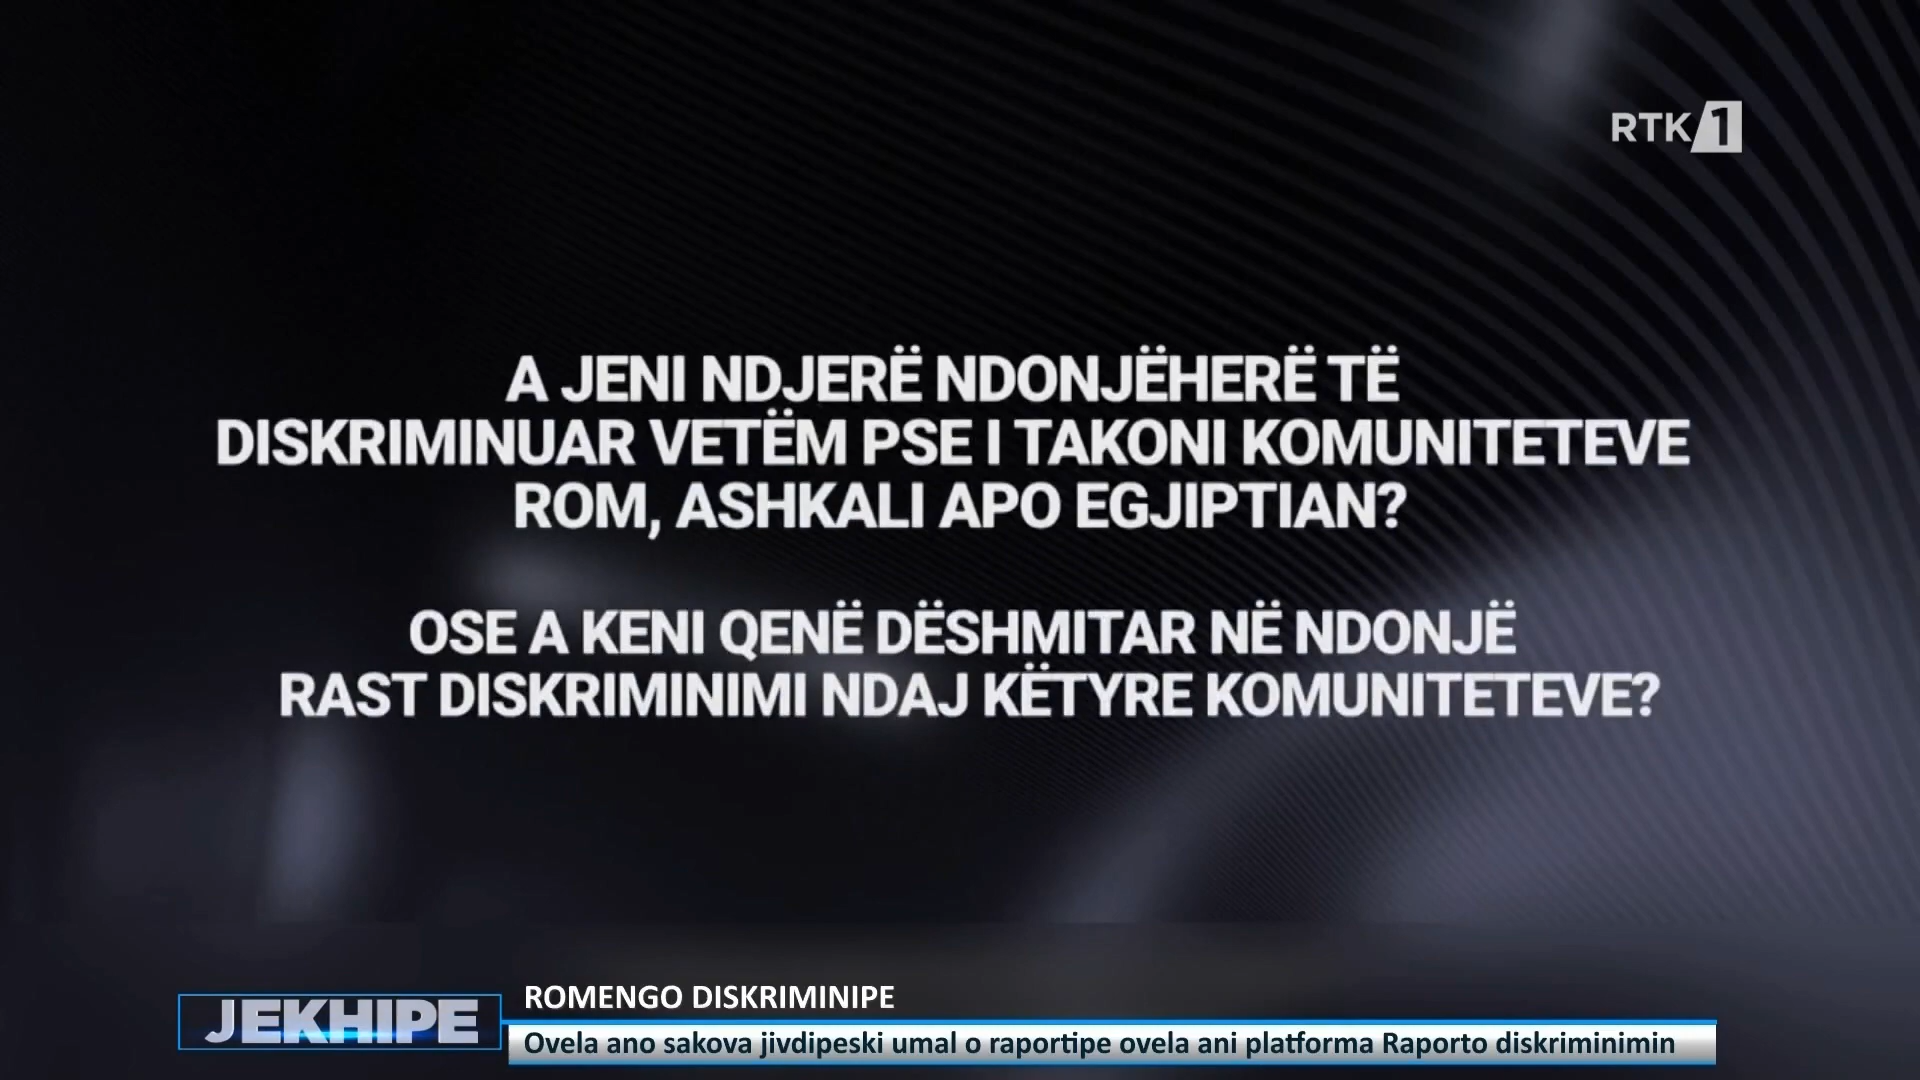 RTK 1
A JENI NDJERË NDONJËHERË TË
DISKRIMINUAR VETËM PSE I TAKONI KOMUNITETEVE
ROM, ASHKALI APO EGJIPTIAN?
OSE A KENI QENË DËSHMITAR NË NDONJË
RAST DISKRIMINIMI NDAJ KËTYRE KOMUNITETEVE?
JEKHIPE
ROMENGO DISKRIMINIPE
Ovela ano sakova jivdipeski umal o raportipe ovela ani platforma Raporto diskriminimin